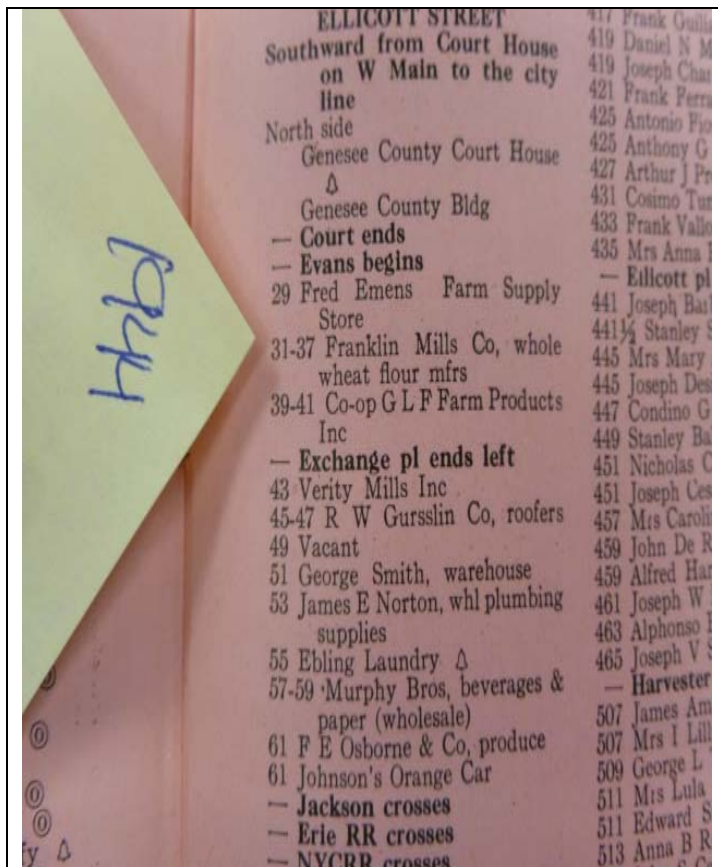 1944
ELLICOTT STREET
Southward from Court House
on W Main to the city
line
North side
Genesee County Court House
Genesee County Bldg
— Court ends
— Evans begins
29 Fred Emens Farm Supply
Store
31-37 Franklin Mills Co, whole
wheat flour mfrs
39-41 Co-op G L F Farm Products
Inc
— Exchange pl ends left
43 Verity Mills Inc
45-47 R W Gursslin Co, roofers
49 Vacant
51 George Smith, warehouse
53 James E Norton, whl plumbing
supplies
55 Ebling Laundry
57-59 Murphy Bros, beverages &
paper (wholesale)
61 F E Osborne & Co, produce
61 Johnson's Orange Car
— Jackson crosses
— Erie RR crosses
— NYCRR crosses
417 Frank
419 Daniel N
419 Joseph
421 Frank
425 Antonio
425 Anthony G
427 Arthur J
431 Cosimo
433 Frank
435 Mrs Anna
— Ellicott pl
441 Joseph
441½ Stanley
445 Mrs Mary
445 Joseph
447 Condino G
449 Stanley
451 Nicholas
451 Joseph
457 Mrs
459 John De
459 Alfred
461 Joseph W
463 Alphonso
465 Joseph V
— Harvester
507 James
507 Mrs I
509 George L
511 Mrs Lula
511 Edward
513 Anna B